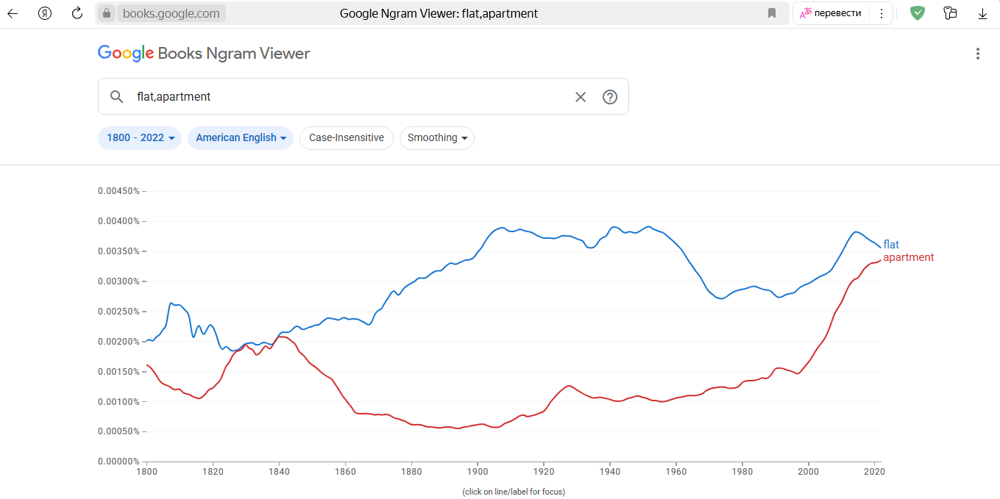 books.google.com Google Ngram Viewer: flat,apartment перевести
Google Books Ngram Viewer
flat,apartment
1800 - 2022 American English Case-Insensitive Smoothing
0.00450%
0.00400%
0.00350%
0.00300%
0.00250%
0.00200%
0.00150%
0.00100%
0.00050%
0.00000%
flat
apartment
1800 1820 1840 1860 1880 1900 1920 1940 1960 1980 2000 2020
(click on line/label for focus)